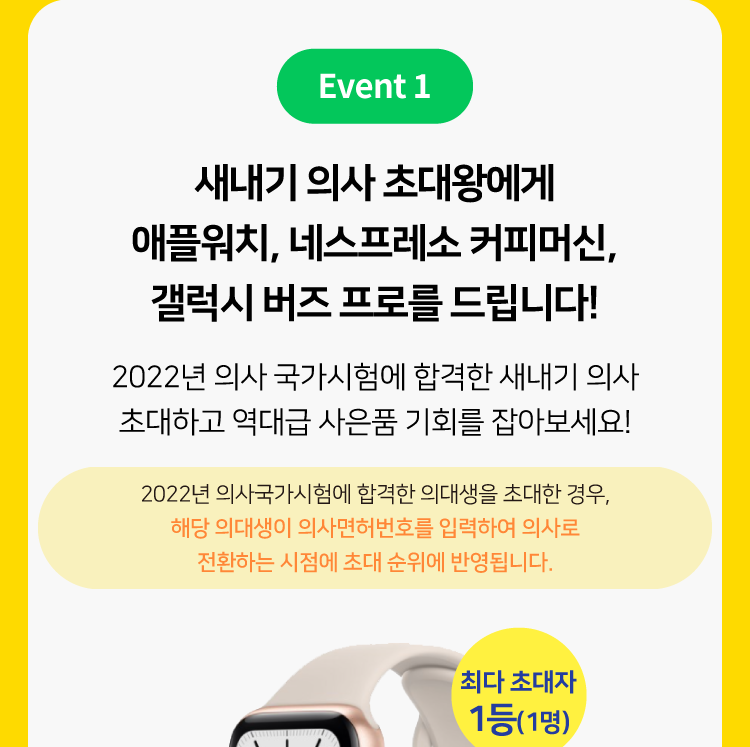 Event 1
새내기 의사 초대왕에게
애플워치, 네스프레소 커피머신,
갤럭시 버즈 프로를 드립니다!
2022년 의사 국가시험에 합격한 새내기 의사
초대하고 역대급 사은품 기회를 잡아보세요!
2022년 의사국가시험에 합격한 의대생을 초대한 경우,
해당 의대생이 의사면허번호를 입력하여 의사로
전환하는 시점에 초대 순위에 반영됩니다.
최다 초대자
1등(1명)